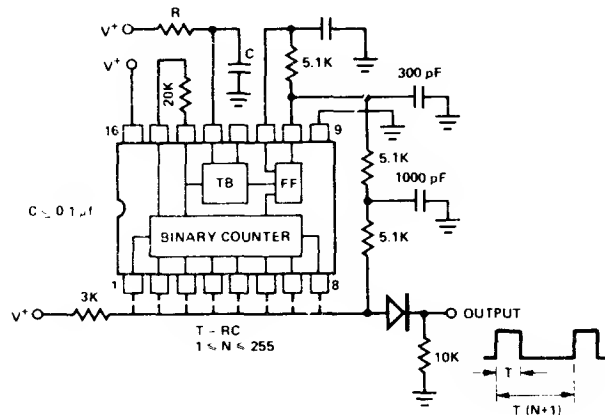 V+
R
C
V+
20K
5.1K
300 pF
16
9
5.1K
1000 pF
TB
FF
C ≤ 0.1 µf
BINARY COUNTER
5.1K
1
8
V+
3K
T – RC
1 ≤ N ≤ 255
OUTPUT
10K
T
T (N+1)